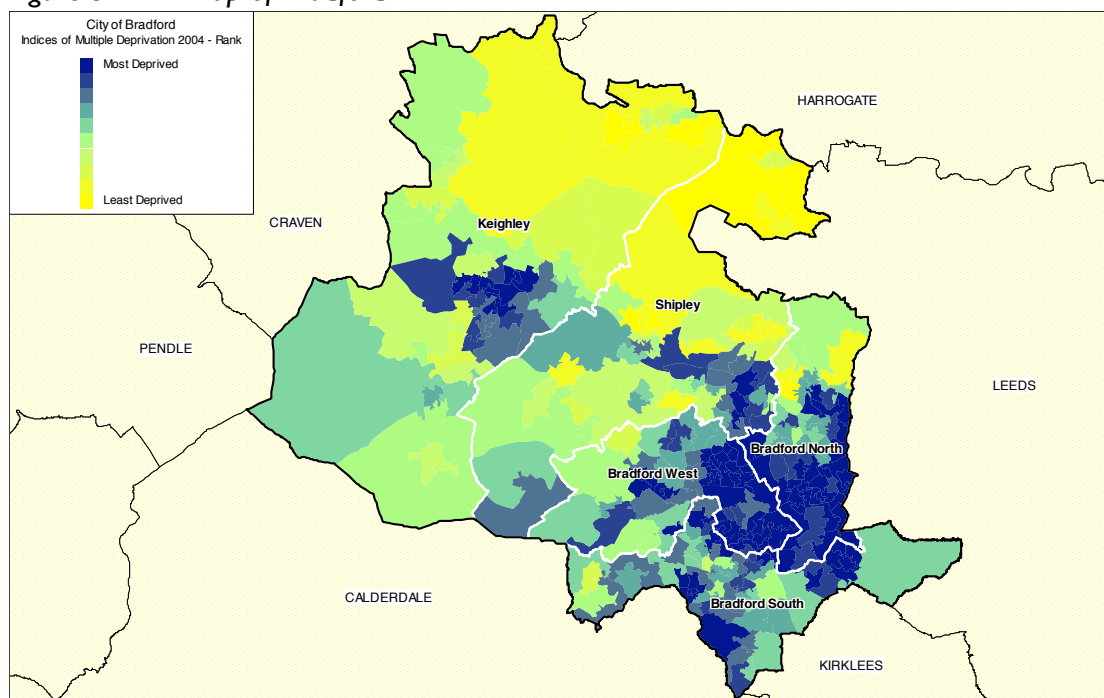 City of Bradford
Indices of Multiple Deprivation 2004 - Rank
Most Deprived
Least Deprived
HARROGATE
CRAVEN
Keighley
Shipley
PENDLE
LEEDS
Bradford North
Bradford West
CALDERDALE
Bradford South
KIRKLEES